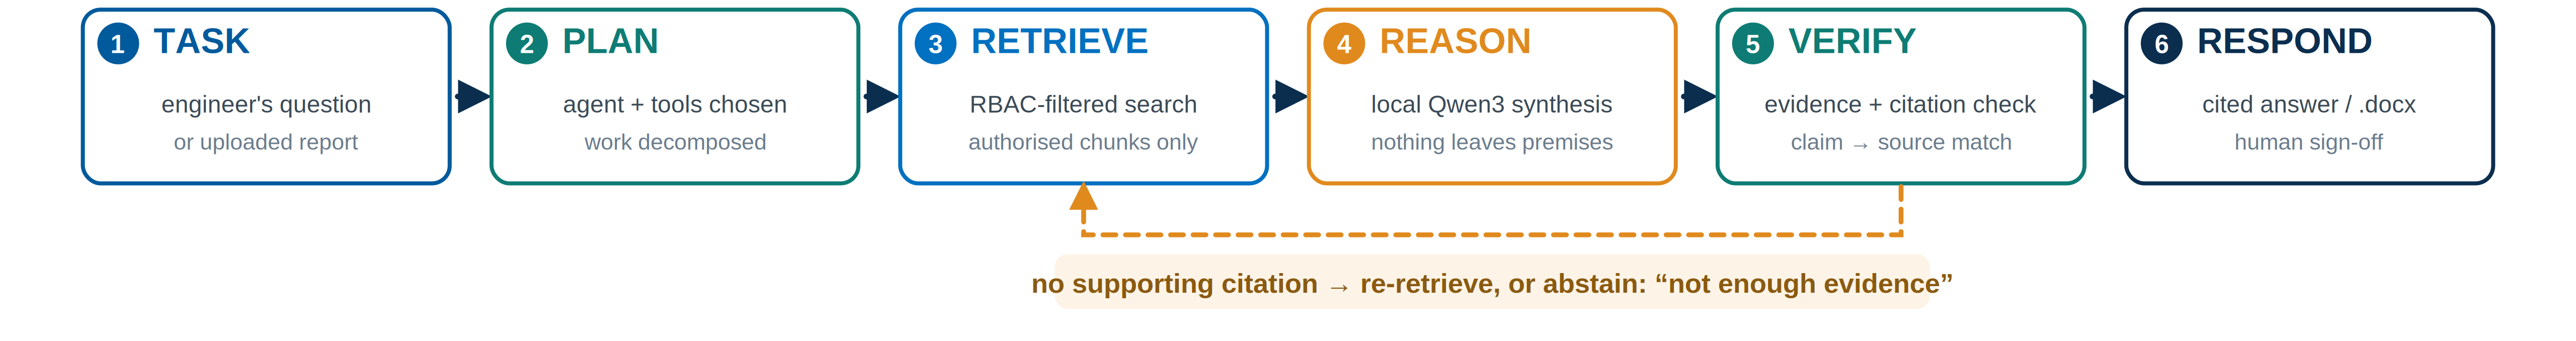 1 TASK
engineer's question
or uploaded report
2 PLAN
agent + tools chosen
work decomposed
3 RETRIEVE
RBAC-filtered search
authorised chunks only
4 REASON
local Qwen3 synthesis
nothing leaves premises
5 VERIFY
evidence + citation check
claim → source match
6 RESPOND
cited answer / .docx
human sign-off
no supporting citation → re-retrieve, or abstain: “not enough evidence”